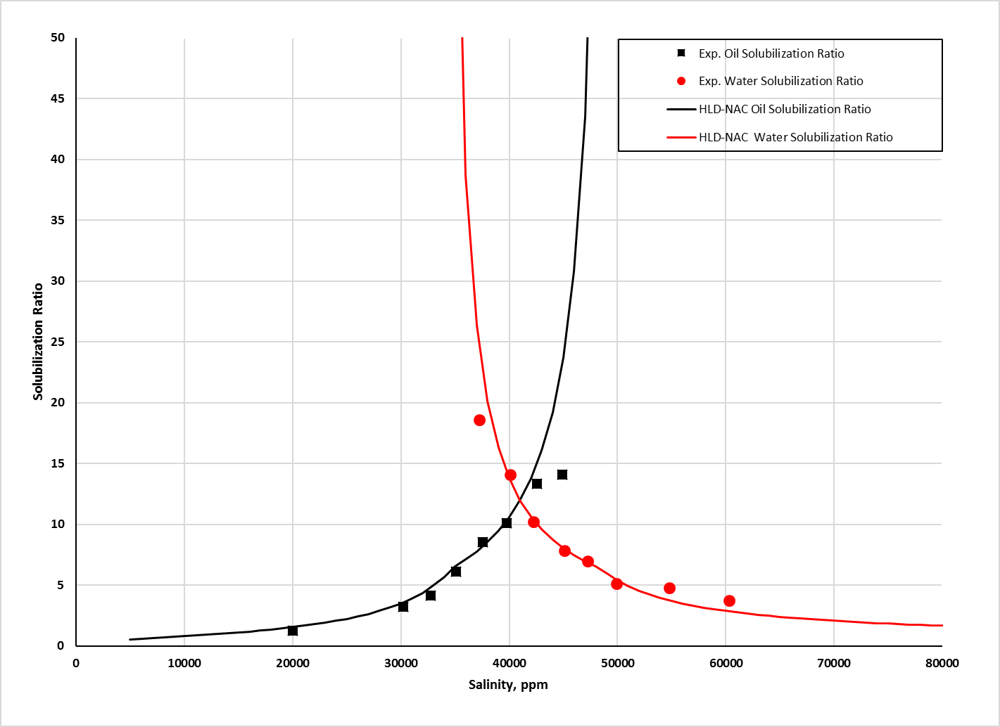 50
45
40
35
30
25
20
15
10
5
0
Solubilization Ratio
Exp. Oil Solubilization Ratio
Exp. Water Solubilization Ratio
HLD-NAC Oil Solubilization Ratio
HLD-NAC  Water Solubilization Ratio
0 10000 20000 30000 40000 50000 60000 70000 80000
Salinity, ppm